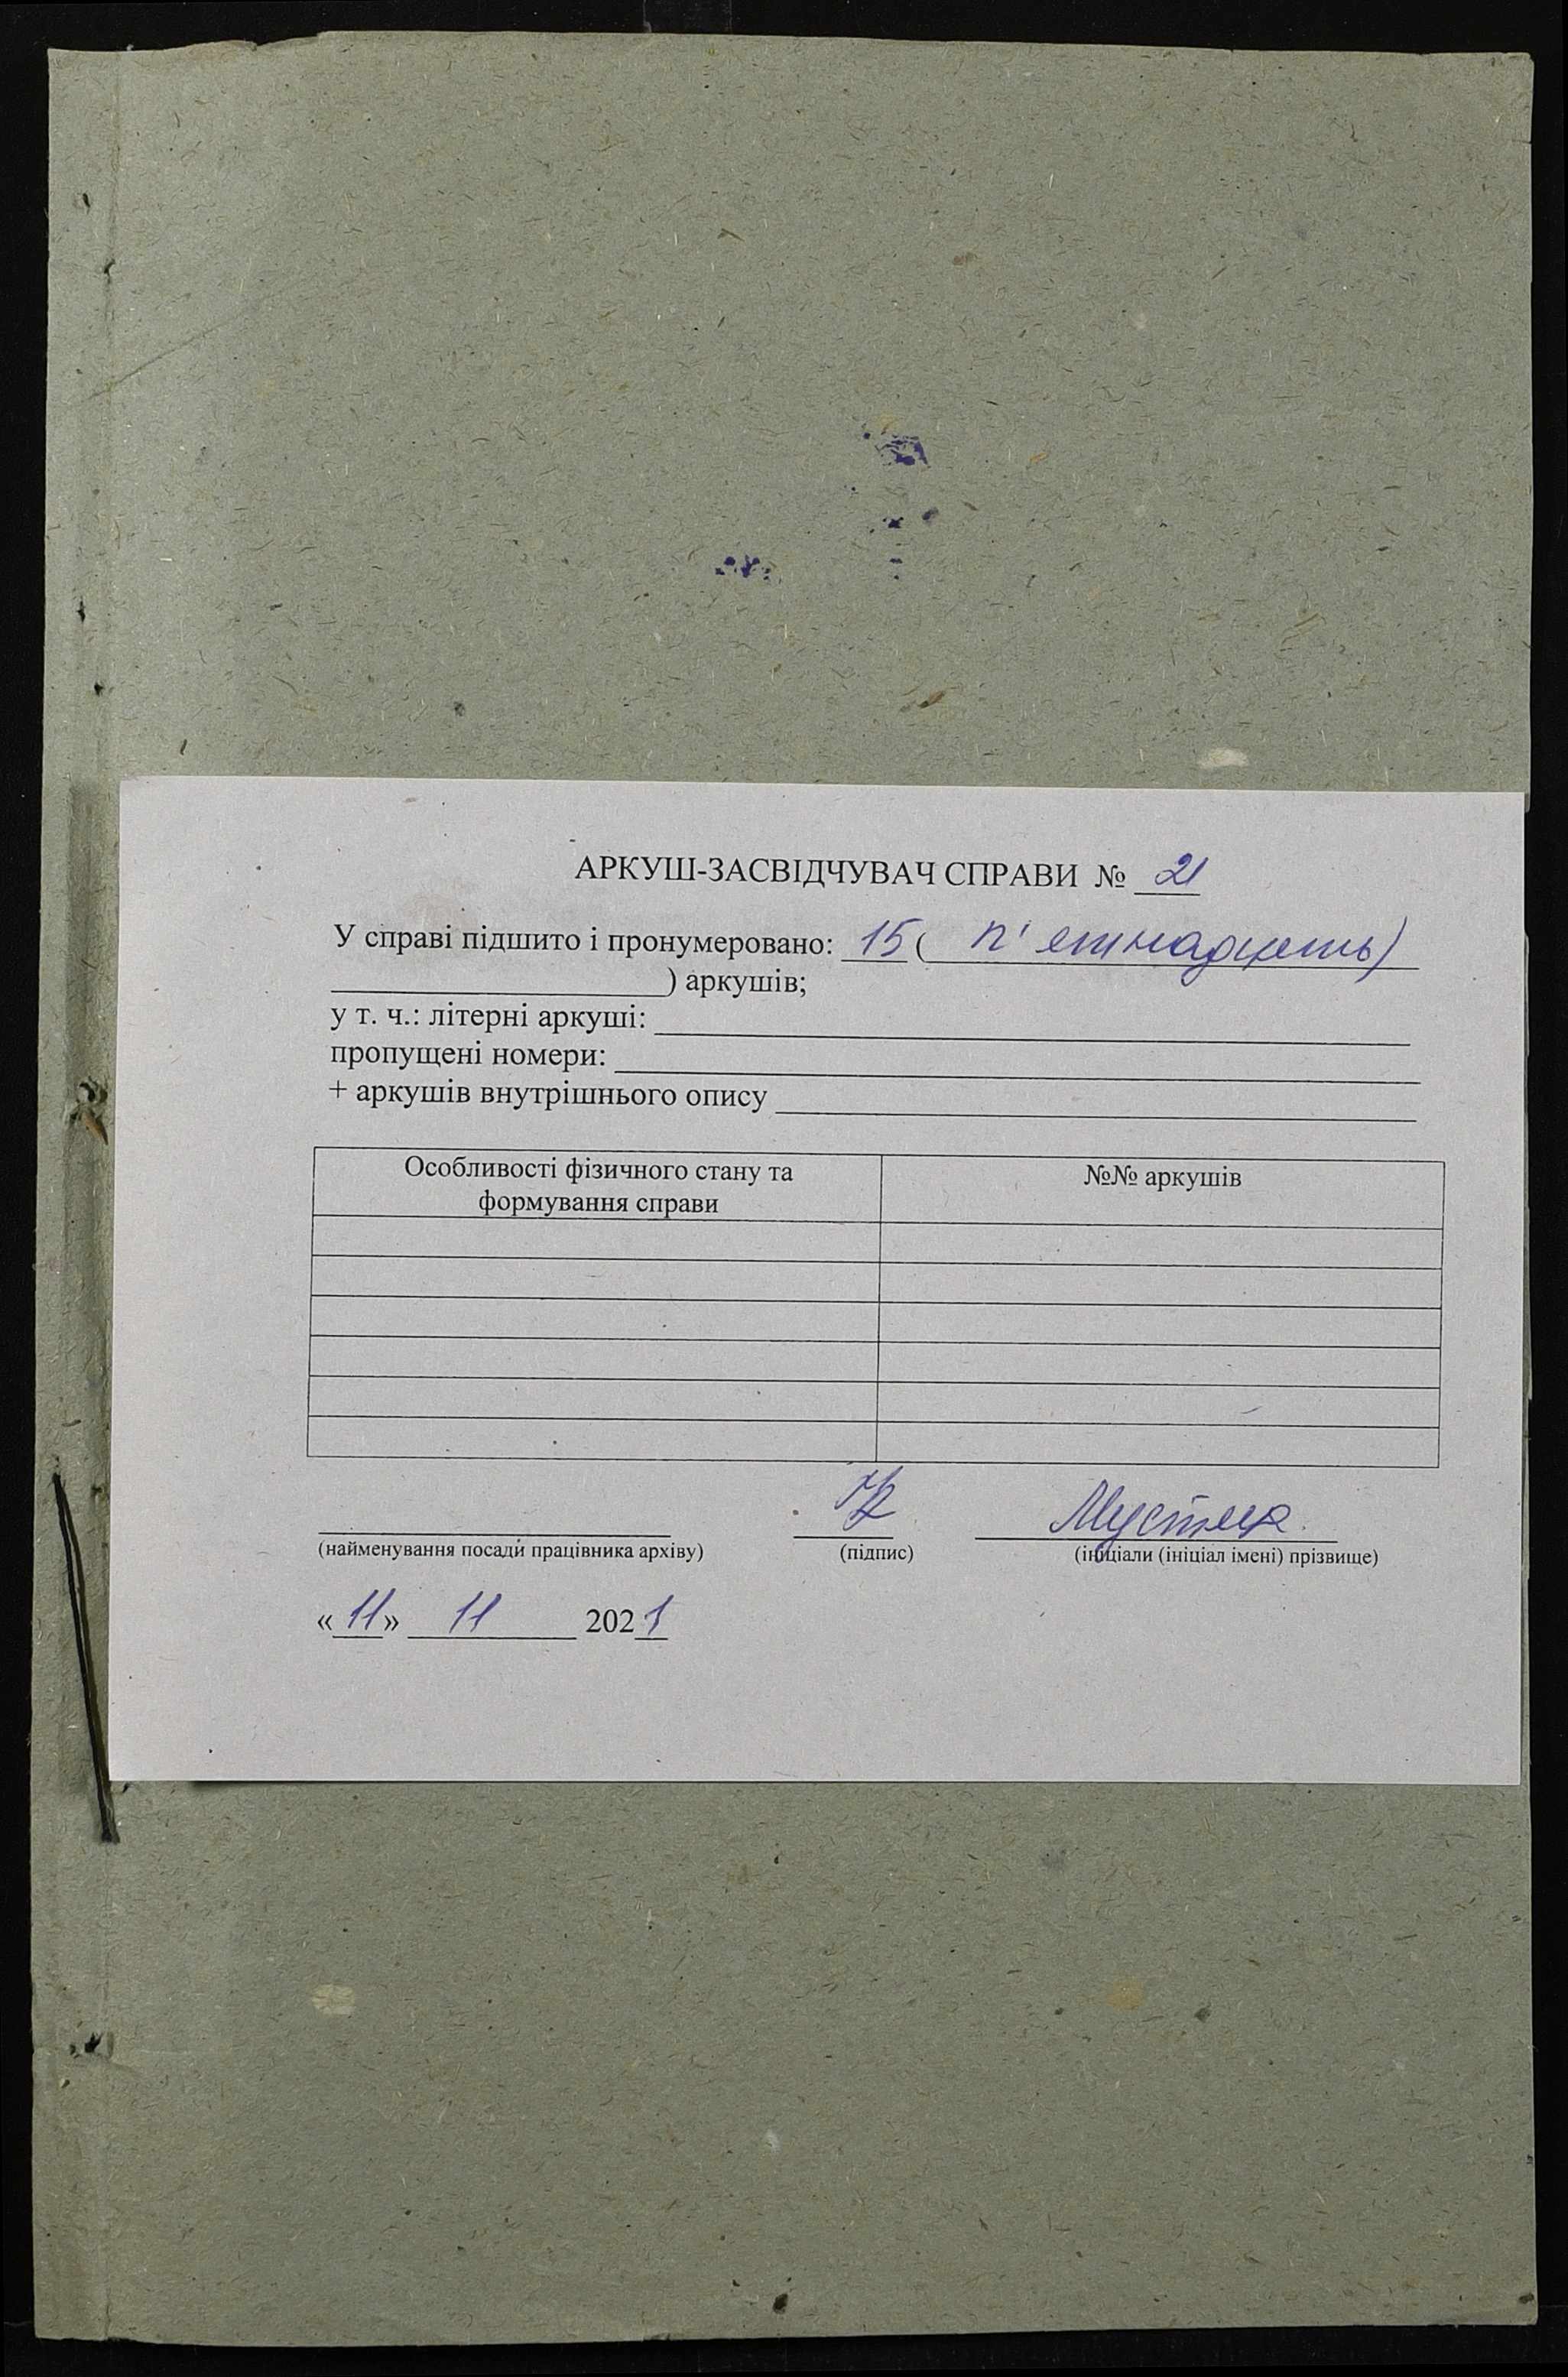 АРКУШ-ЗАСВІДЧУВАЧ СПРАВИ № 21
У справі підшито і пронумеровано: 15 ( п'ятнадцять)
) аркушів;
у т. ч.: літерні аркуші:
пропущені номери:
+ аркушів внутрішнього опису
Особливості фізичного стану та
формування справи
№№ аркушів
(найменування посади працівника архіву)
(підпис)
(ініціали (ініціал імені) прізвище)
«11» 11 2021